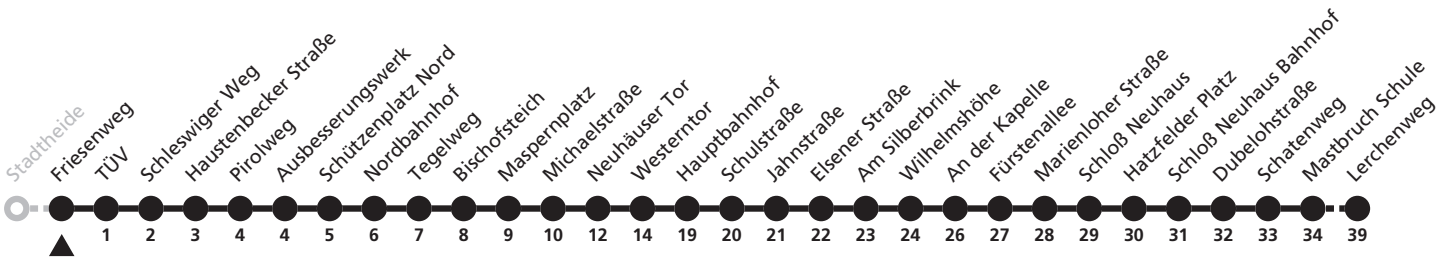 Stadtheide
Friesenweg
TÜV
Schleswiger Weg
Haustenbecker Straße
Pirolweg
Ausbesserungswerk
Schützenplatz Nord
Nordbahnhof
Tegelweg
Bischofsteich
Maspernplatz
Michaelstraße
Neuhäuser Tor
Westerntor
Hauptbahnhof
Schulstraße
Jahnstraße
Elsener Straße
Am Silberbrink
Wilhelmshöhe
An der Kapelle
Fürstenallee
Marienloher Straße
Schloß Neuhaus
Hatzfelder Platz
Schloß Neuhaus Bahnhof
Dubelohstraße
Schatenweg
Mastbruch Schule
Lerchenweg
1 2 3 4 4 5 6 7 8 9 10 12 14 19 20 21 22 23 24 26 27 28 29 30 31 32 33 34 39